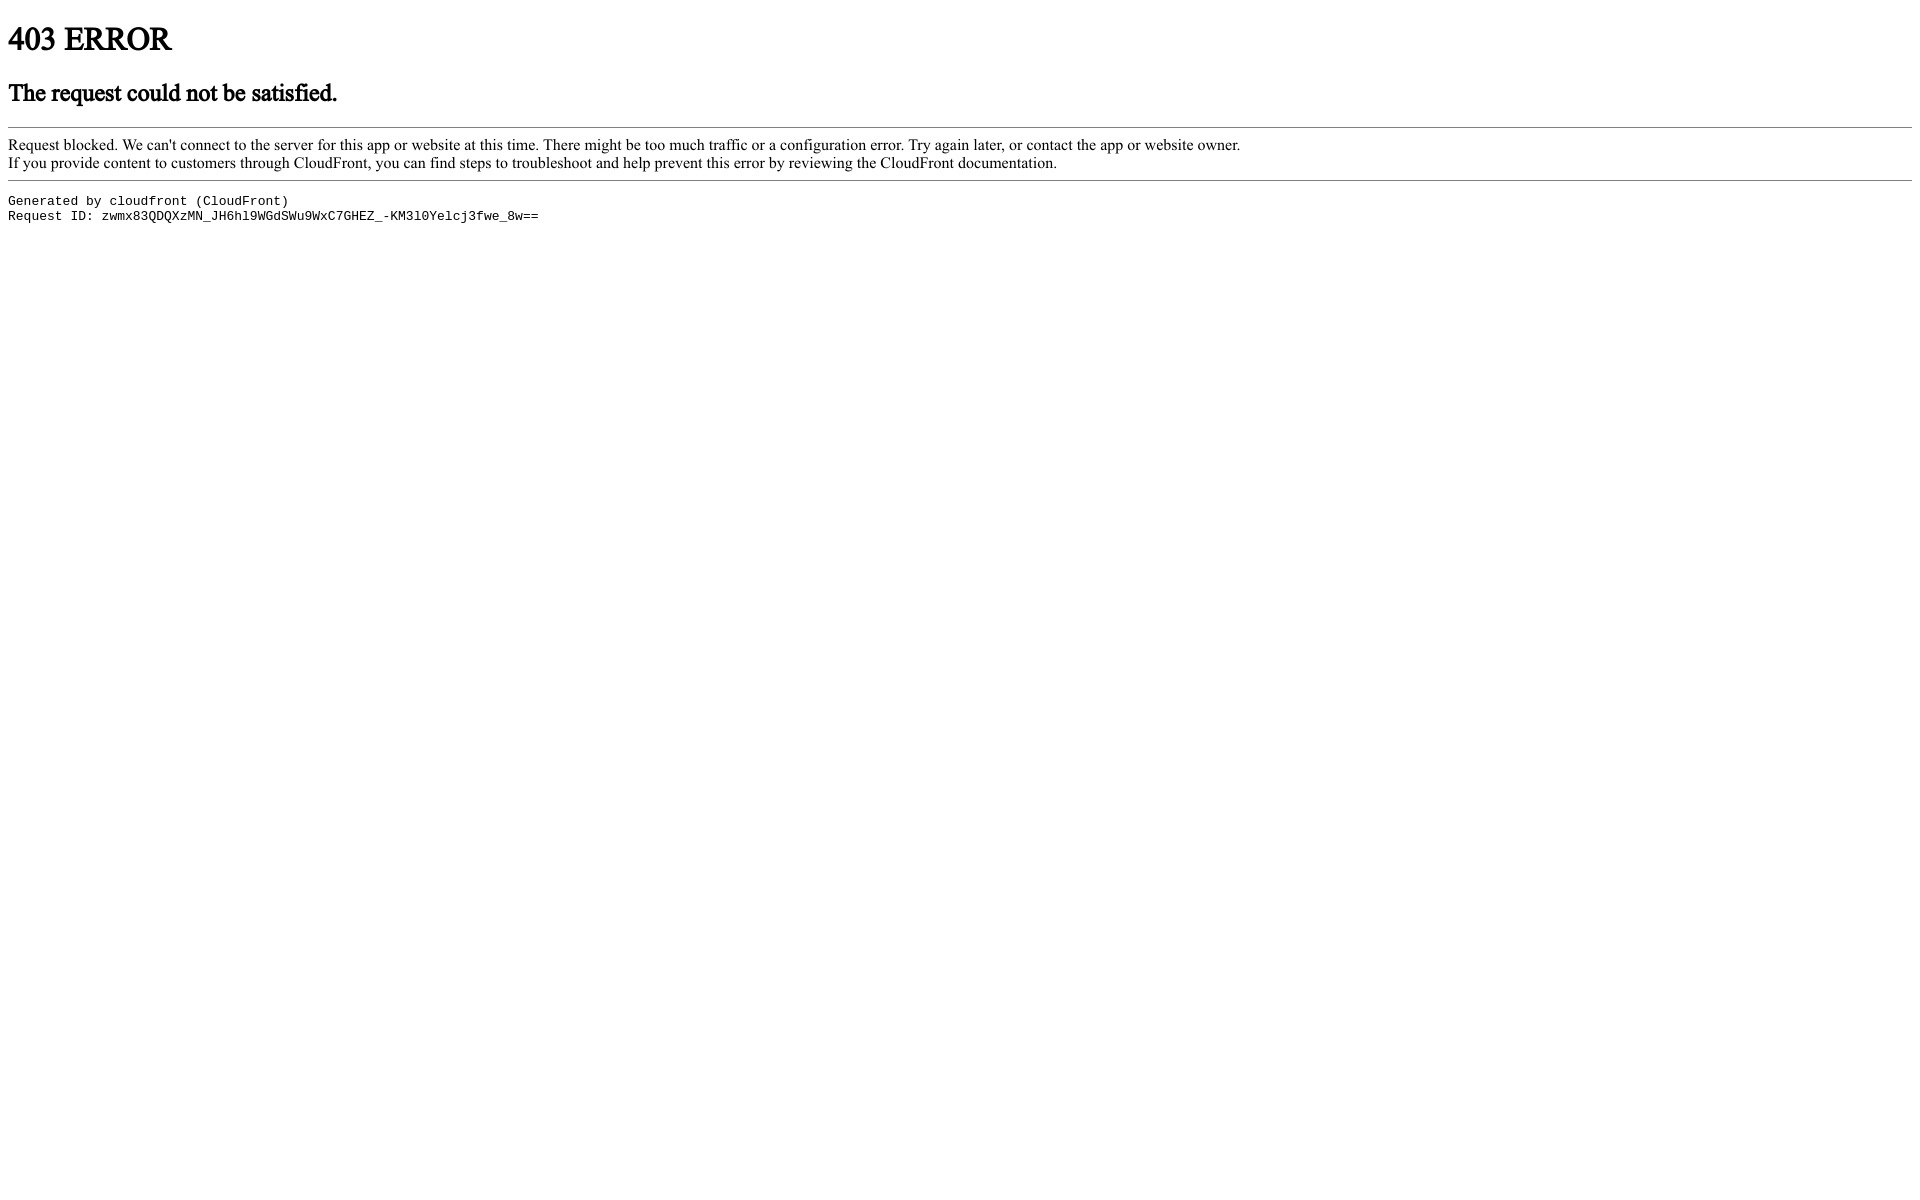 403 ERROR
The request could not be satisfied.
Request blocked. We can't connect to the server for this app or website at this time. There might be too much traffic or a configuration error. Try again later, or contact the app or website owner.
If you provide content to customers through CloudFront, you can find steps to troubleshoot and help prevent this error by reviewing the CloudFront documentation.
Generated by cloudfront (CloudFront)
Request ID: zwmx83QDQXzMN_JH6hl9WGdSWu9WxC7GHEZ_-KM3l0Yelcj3fwe_8w==